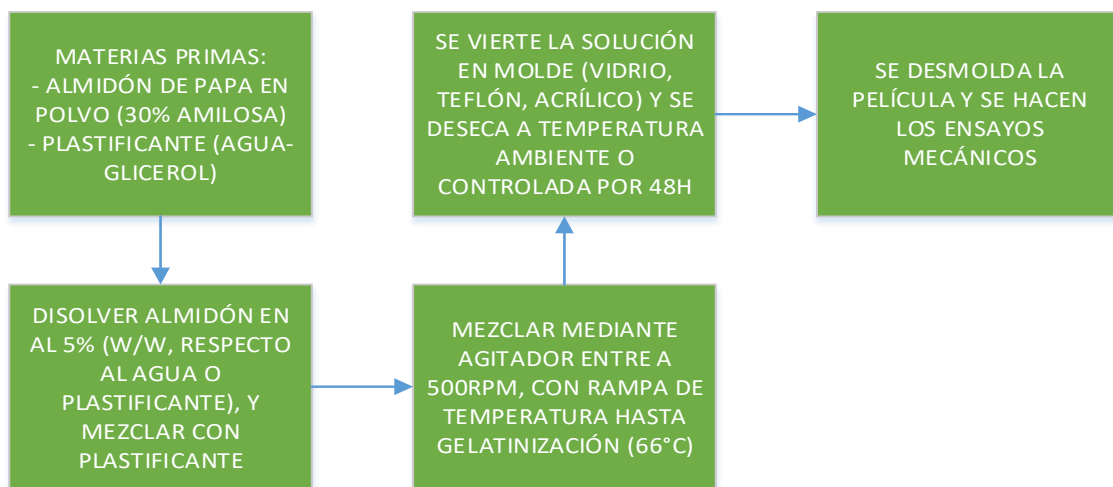 MATERIAS PRIMAS:
- ALMIDÓN DE PAPA EN
POLVO (30% AMILOSA)
- PLASTIFICANTE (AGUA-
GLICEROL)
DISOLVER ALMIDÓN EN
AL 5% (W/W, RESPECTO
AL AGUA O
PLASTIFICANTE), Y
MEZCLAR CON
PLASTIFICANTE
MEZCLAR MEDIANTE
AGITADOR ENTRE A
500RPM, CON RAMPA DE
TEMPERATURA HASTA
GELATINIZACIÓN (66°C)
SE VIERTE LA SOLUCIÓN
EN MOLDE (VIDRIO,
TEFLÓN, ACRÍLICO) Y SE
DESECA A TEMPERATURA
AMBIENTE O
CONTROLADA POR 48H
SE DESMOLDA LA
PELÍCULA Y SE HACEN
LOS ENSAYOS
MECÁNICOS